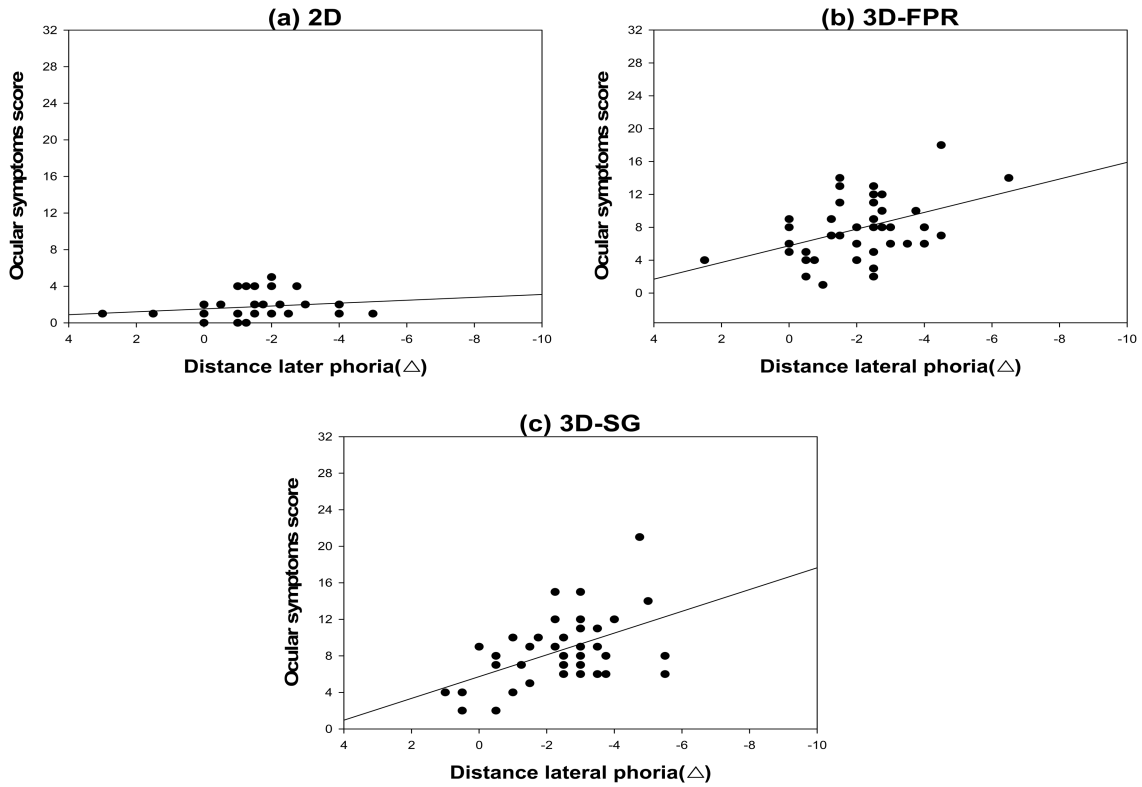 (a) 2D
32
28
24
20
16
12
8
4
0
4 2 0 -2 -4 -6 -8 -10
Ocular symptoms score
Distance later phoria(△)
(b) 3D-FPR
32
28
24
20
16
12
8
4
0
4 2 0 -2 -4 -6 -8 -10
Ocular symptoms score
Distance lateral phoria(△)
(c) 3D-SG
32
28
24
20
16
12
8
4
0
4 2 0 -2 -4 -6 -8 -10
Ocular symptoms score
Distance lateral phoria(△)